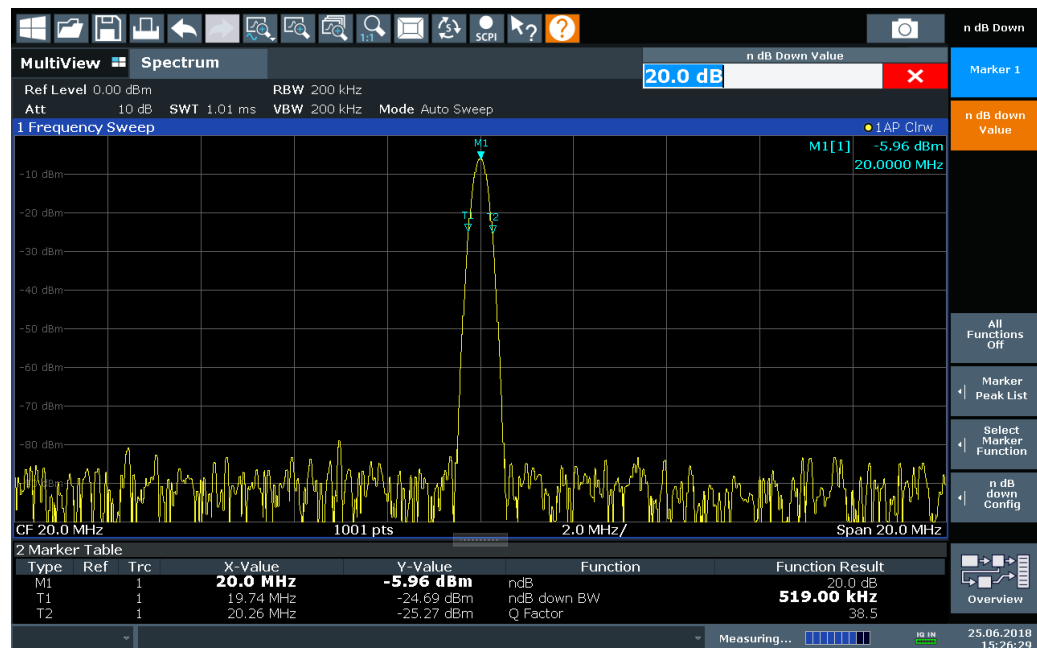 1:1
SCPI
n dB Down
MultiView Spectrum
n dB Down Value
20.0 dB
Marker 1
Ref Level 0.00 dBm RBW 200 kHz
Att 10 dB SWT 1.01 ms VBW 200 kHz Mode Auto Sweep
n dB down
Value
1 Frequency Sweep 1AP Clrw
M1
M1[1] -5.96 dBm
20.0000 MHz
-10 dBm
-20 dBm
T1 T2
-30 dBm
-40 dBm
-50 dBm
-60 dBm
-70 dBm
-80 dBm
CF 20.0 MHz 1001 pts 2.0 MHz/ Span 20.0 MHz
All
Functions
Off
Marker
Peak List
Select
Marker
Function
n dB
down
Config
2 Marker Table
Type Ref Trc X-Value Y-Value Function Function Result
M1 1 20.0 MHz -5.96 dBm ndB 20.0 dB
T1 1 19.74 MHz -24.69 dBm ndB down BW 519.00 kHz
T2 1 20.26 MHz -25.27 dBm Q Factor 38.5
Overview
Measuring... IQ IN 25.06.2018
15:26:29